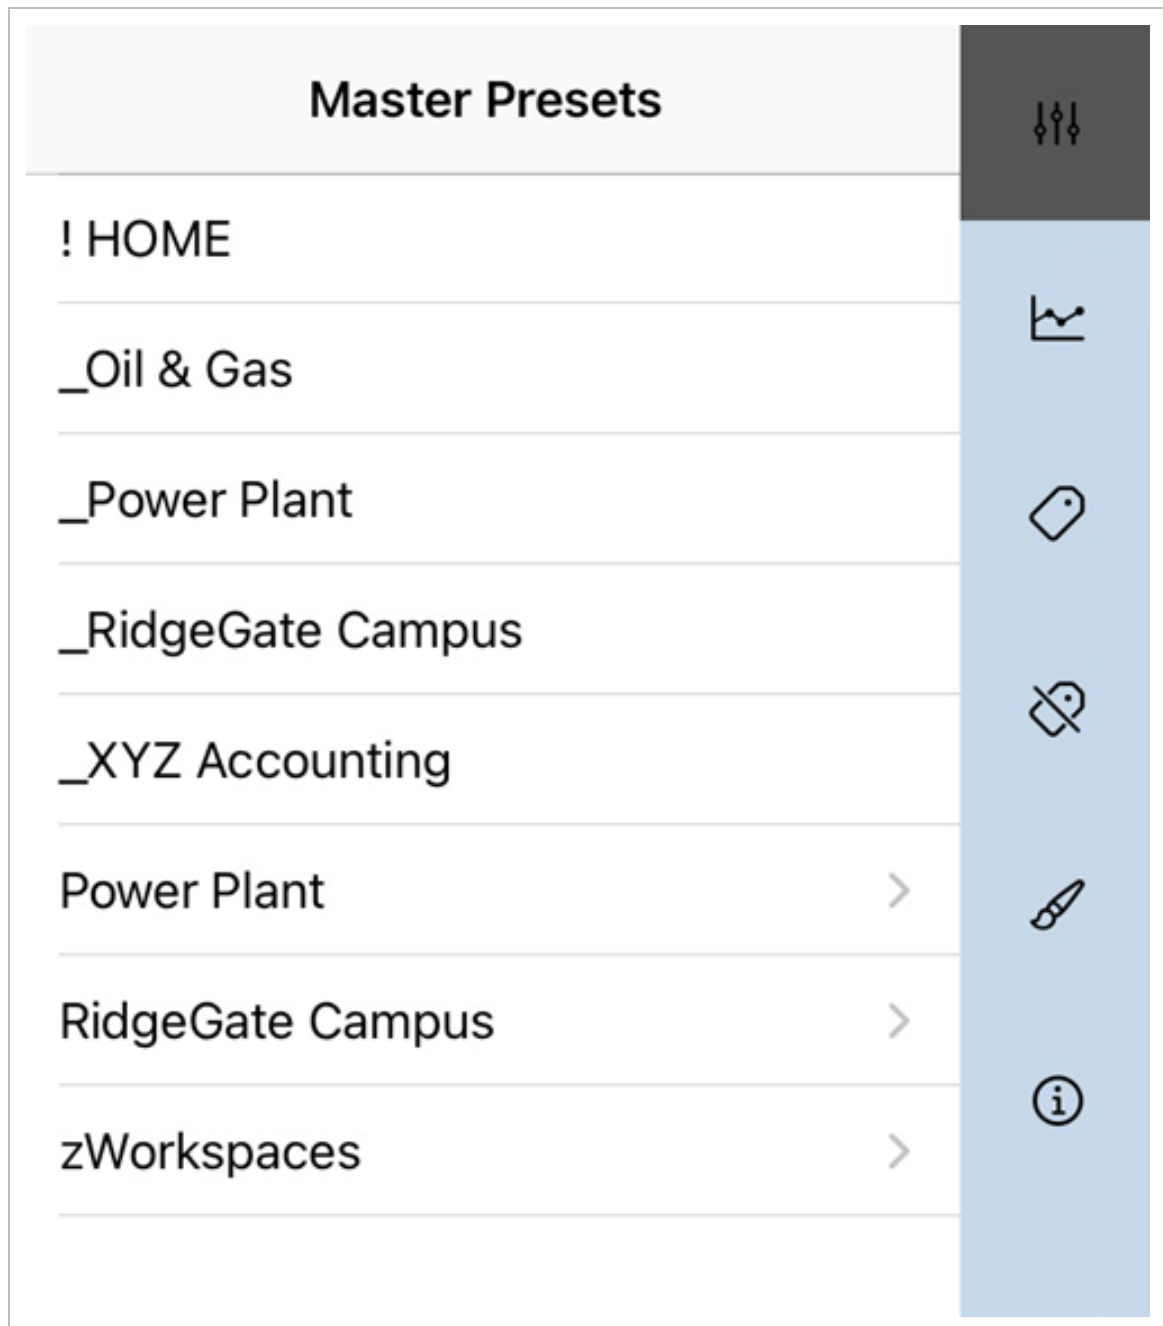 Master Presets
! HOME
_Oil & Gas
_Power Plant
_RidgeGate Campus
_XYZ Accounting
Power Plant
RidgeGate Campus
zWorkspaces